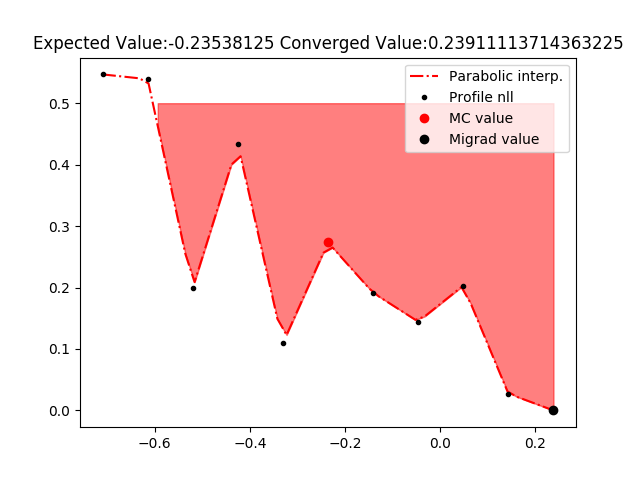 Expected Value:-0.23538125 Converged Value:0.23911113714363225
Parabolic interp.
Profile nll
MC value
Migrad value
0.5
0.4
0.3
0.2
0.1
0.0
−0.6 −0.4 −0.2 0.0 0.2